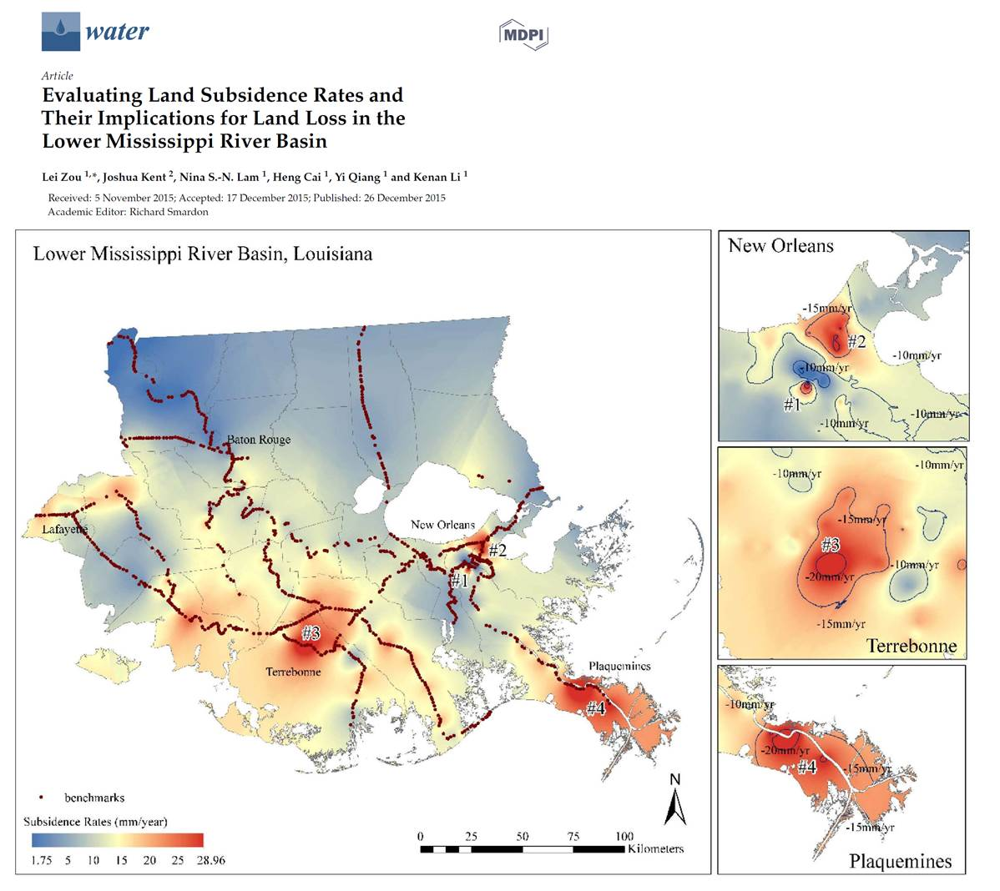 water
MDPI
Article
Evaluating Land Subsidence Rates and
Their Implications for Land Loss in the
Lower Mississippi River Basin
Lei Zou 1,*, Joshua Kent 2, Nina S.-N. Lam 1, Heng Cai 1, Yi Qiang 1 and Kenan Li 1
Received: 5 November 2015; Accepted: 17 December 2015; Published: 26 December 2015
Academic Editor: Richard Smardon
Lower Mississippi River Basin, Louisiana
Baton Rouge
Lafayette
New Orleans
#2
#1
#3
Terrebonne
Plaquemines
#4
N
benchmarks
Subsidence Rates (mm/year)
1.75 5 10 15 20 25 28.96
0 25 50 75 100
Kilometers
New Orleans
-15mm/yr
#2
-10mm/yr
-10mm/yr
#1
-10mm/yr
-10mm/yr
-10mm/yr
-10mm/yr
-15mm/yr
#3
-10mm/yr
-20mm/yr
-15mm/yr
Terrebonne
-10mm/yr
-20mm/yr
#4
-15mm/yr
-15mm/yr
Plaquemines